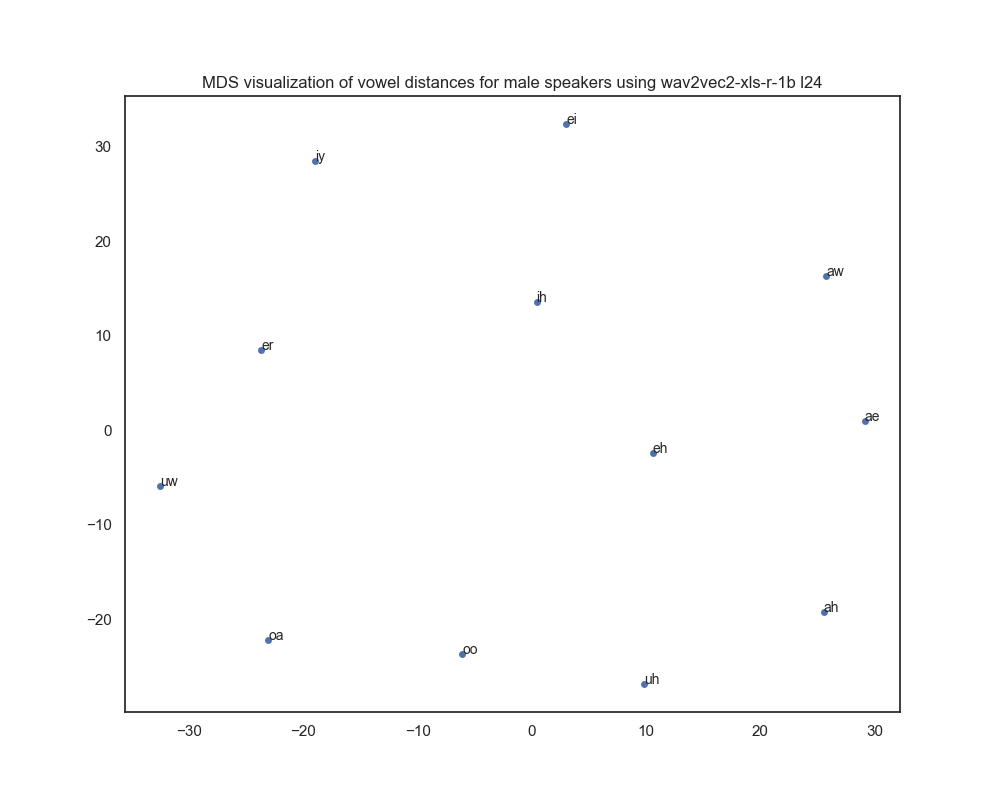 MDS visualization of vowel distances for male speakers using wav2vec2-xls-r-1b l24
ei
iy
30
20
aw
ih
10
er
ae
0
eh
uw
−10
ah
−20
oa
oo
uh
−30 −20 −10 0 10 20 30